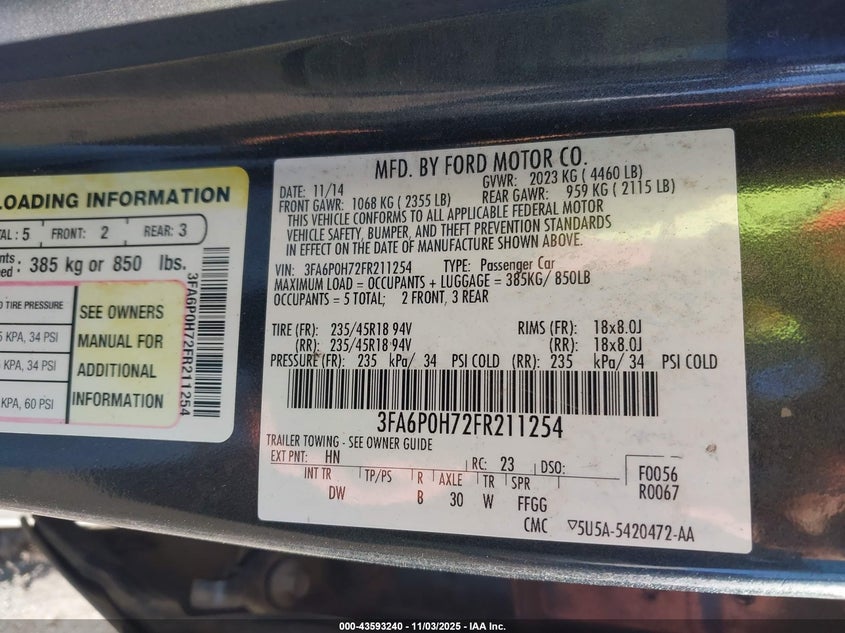 LOADING INFORMATION
TAL : 5 FRONT: 2 REAR: 3
nts
ed : 385 kg or 850 lbs.
D TIRE PRESSURE
5 KPA, 34 PSI
KPA, 34 PSI
KPA, 60 PSI
SEE OWNERS
MANUAL FOR
ADDITIONAL
INFORMATION
3FA6P0H72FR211254
MFD. BY FORD MOTOR CO.
DATE: 11/14 GVWR: 2023 KG ( 4460 LB)
FRONT GAWR: 1068 KG ( 2355 LB) REAR GAWR: 959 KG ( 2115 LB)
THIS VEHICLE CONFORMS TO ALL APPLICABLE FEDERAL MOTOR
VEHICLE SAFETY, BUMPER, AND THEFT PREVENTION STANDARDS
IN EFFECT ON THE DATE OF MANUFACTURE SHOWN ABOVE.
VIN: 3FA6P0H72FR211254 TYPE: Passenger Car
MAXIMUM LOAD = OCCUPANTS + LUGGAGE = 385KG/ 850LB
OCCUPANTS = 5 TOTAL; 2 FRONT, 3 REAR
TIRE (FR): 235/45R18 94V RIMS (FR): 18x8.0J
(RR): 235/45R18 94V (RR): 18x8.0J
PRESSURE (FR): 235 kPa/ 34 PSI COLD (RR): 235 kPa/ 34 PSI COLD
3FA6P0H72FR211254
TRAILER TOWING - SEE OWNER GUIDE
EXT PNT: HN RC: 23 DSO: F0056
INT TR TP/PS R AXLE TR SPR R0067
DW B 30 W FFGG
CMC ▽5U5A-5420472-AA
000-43593240 - 11/03/2025 - IAA Inc.